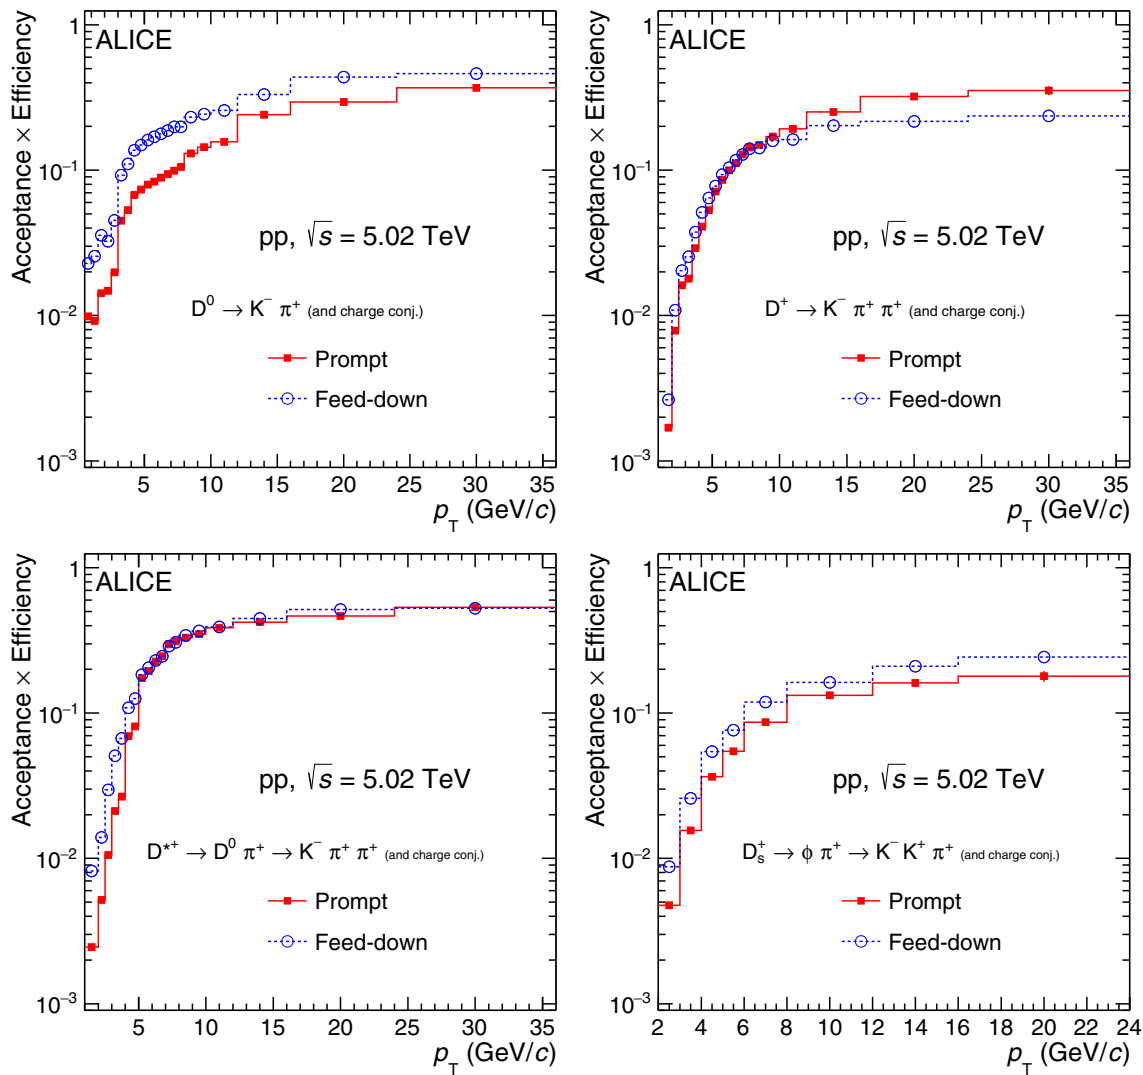 ALICE
Acceptance × Efficiency
1
10⁻¹
10⁻²
10⁻³
pp, √s = 5.02 TeV
D⁰ → K⁻ π⁺ (and charge conj.)
Prompt
Feed-down
5 10 15 20 25 30 35
p_T (GeV/c)
ALICE
Acceptance × Efficiency
1
10⁻¹
10⁻²
10⁻³
pp, √s = 5.02 TeV
D⁺ → K⁻ π⁺ π⁺ (and charge conj.)
Prompt
Feed-down
5 10 15 20 25 30 35
p_T (GeV/c)
ALICE
Acceptance × Efficiency
1
10⁻¹
10⁻²
10⁻³
pp, √s = 5.02 TeV
D*⁺ → D⁰ π⁺ → K⁻ π⁺ π⁺ (and charge conj.)
Prompt
Feed-down
5 10 15 20 25 30 35
p_T (GeV/c)
ALICE
Acceptance × Efficiency
1
10⁻¹
10⁻²
10⁻³
pp, √s = 5.02 TeV
D_s⁺ → ϕ π⁺ → K⁻ K⁺ π⁺ (and charge conj.)
Prompt
Feed-down
2 4 6 8 10 12 14 16 18 20 22 24
p_T (GeV/c)